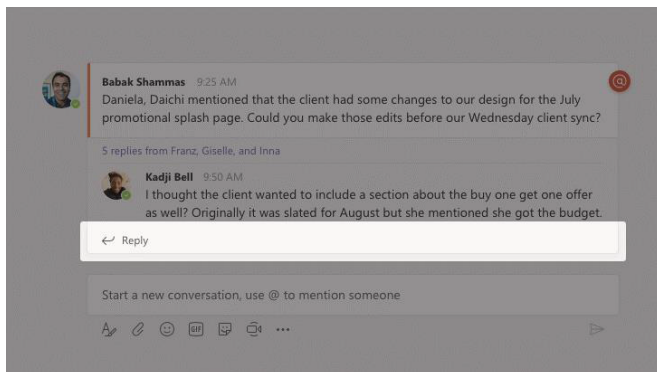 Babak Shammas 9:25 AM
@
Daniela, Daichi mentioned that the client had some changes to our design for the July
promotional splash page. Could you make those edits before our Wednesday client sync?
5 replies from Franz, Giselle, and Inna
Kadji Bell 9:50 AM
I thought the client wanted to include a section about the buy one get one offer
as well? Originally it was slated for August but she mentioned she got the budget.
Reply
Start a new conversation, use @ to mention someone
GIF